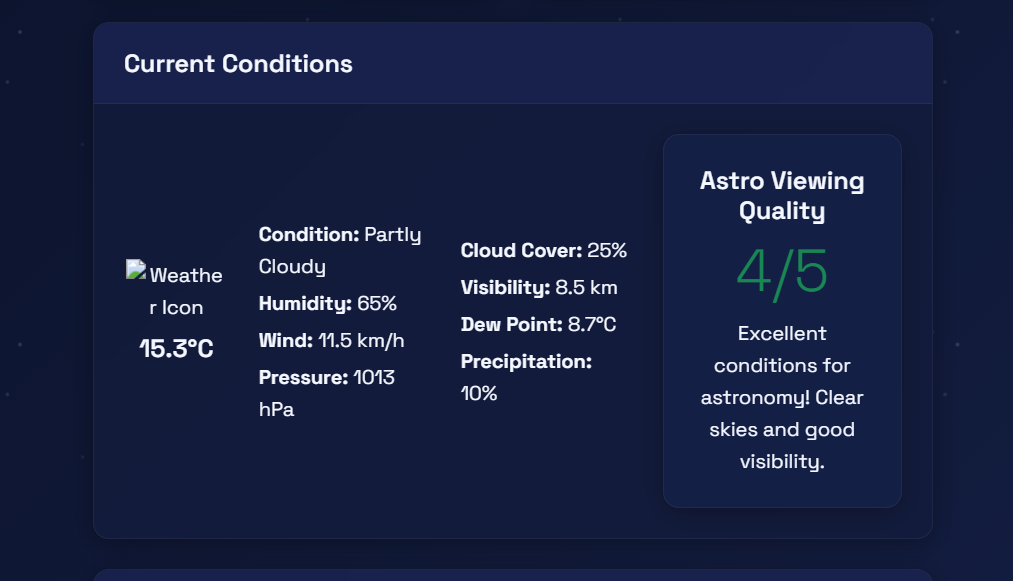 Current Conditions
Weathe
r Icon
15.3°C
Condition: Partly
Cloudy
Humidity: 65%
Wind: 11.5 km/h
Pressure: 1013
hPa
Cloud Cover: 25%
Visibility: 8.5 km
Dew Point: 8.7°C
Precipitation:
10%
Astro Viewing
Quality
4/5
Excellent
conditions for
astronomy! Clear
skies and good
visibility.